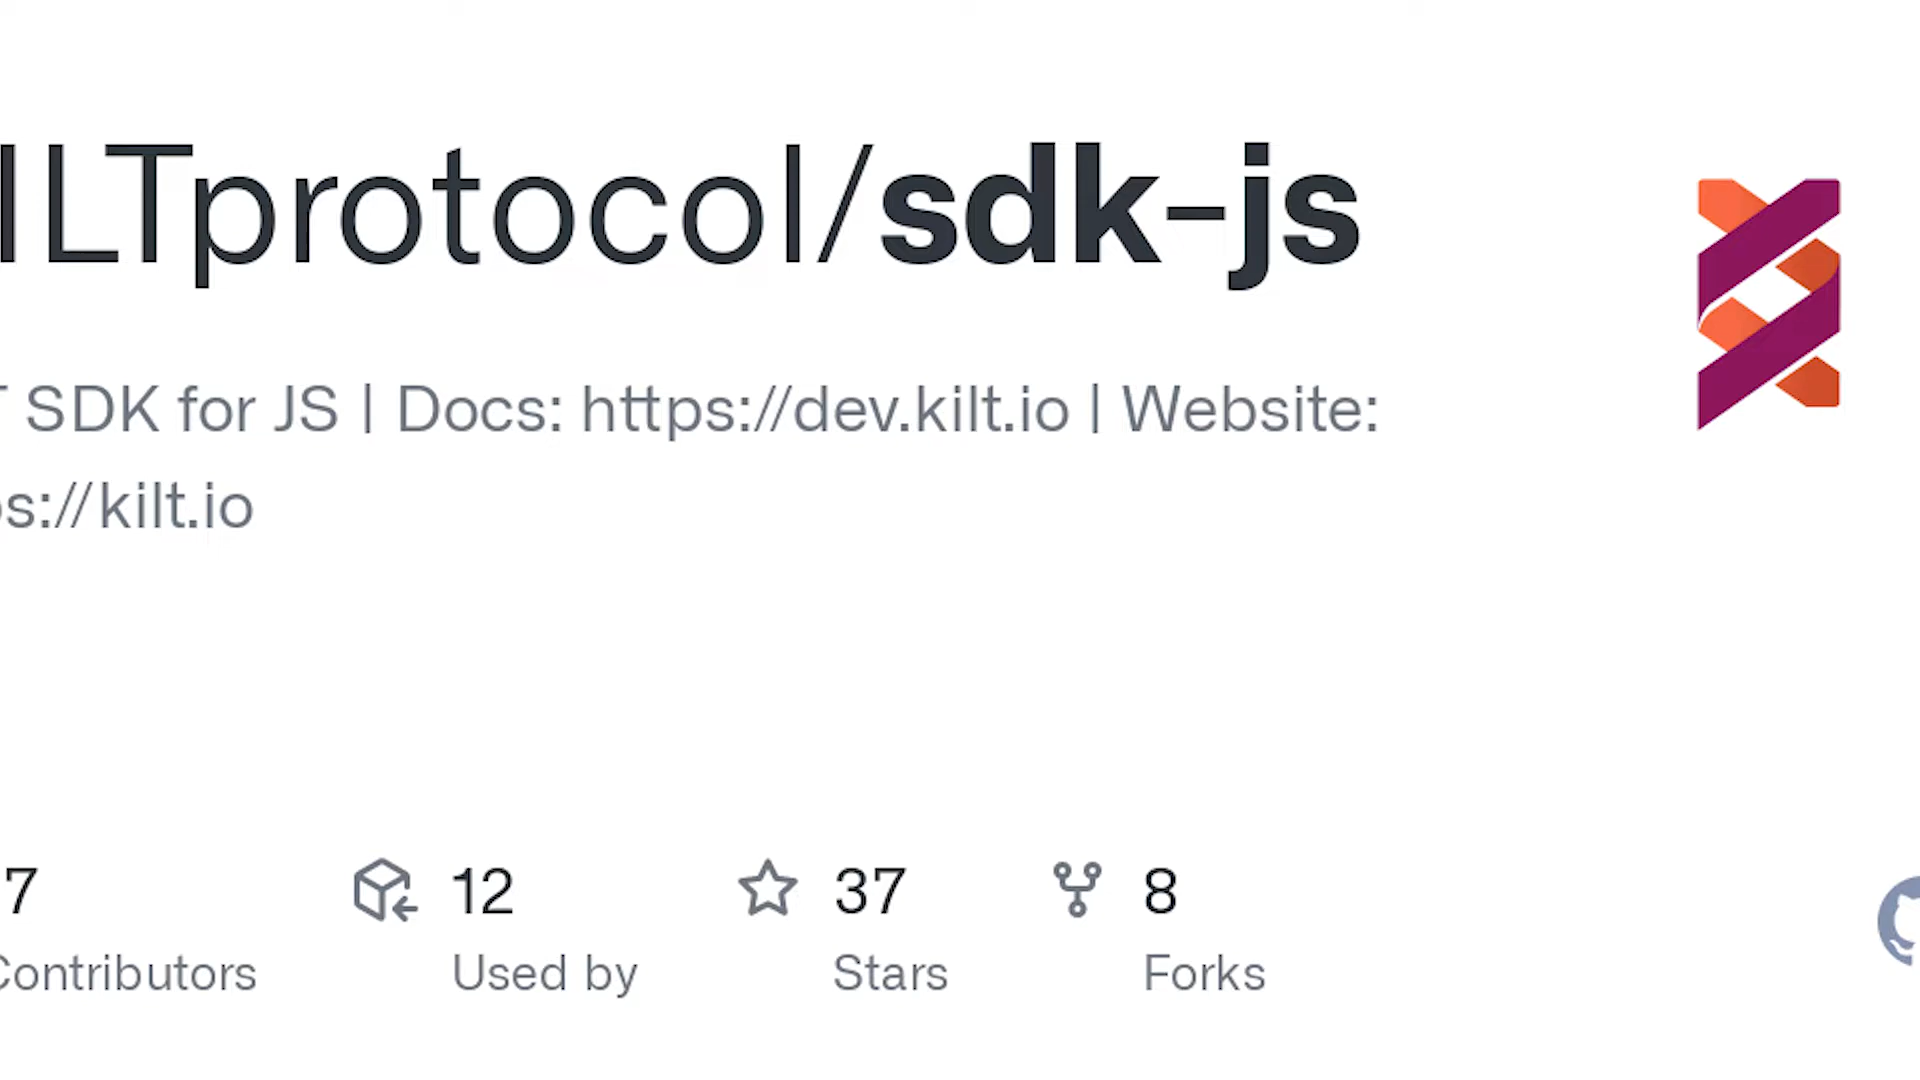 ILTprotocol/sdk-js
T SDK for JS | Docs: https://dev.kilt.io | Website:
ps://kilt.io
7 12 37 8
Contributors Used by Stars Forks